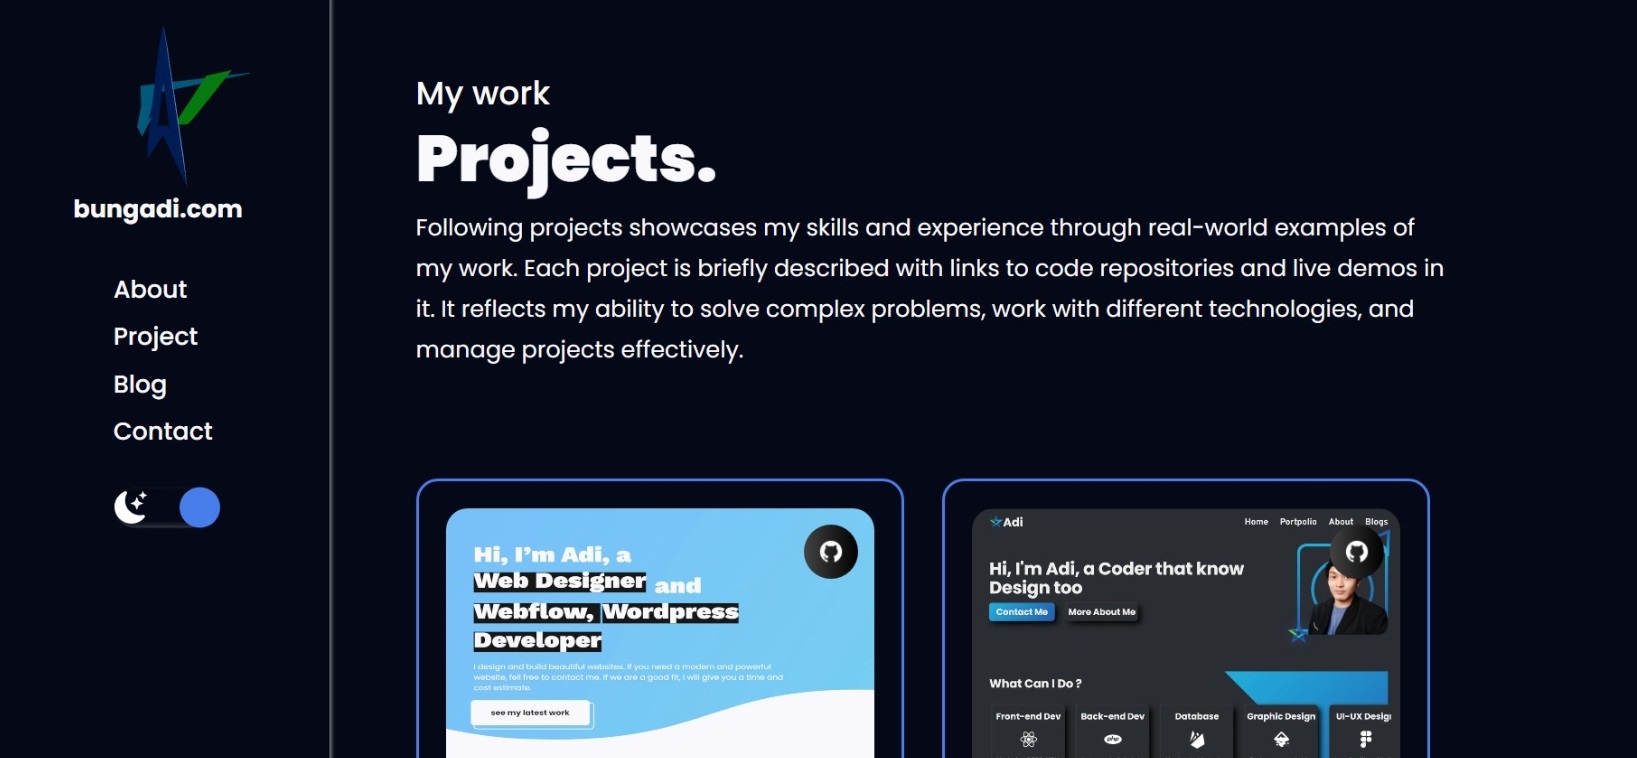 bungadi.com
About
Project
Blog
Contact
My work
Projects.
Following projects showcases my skills and experience through real-world examples of
my work. Each project is briefly described with links to code repositories and live demos in
it. It reflects my ability to solve complex problems, work with different technologies, and
manage projects effectively.
Hi, I'm Adi, a
Web Designer and
Webflow, Wordpress
Developer
I design and build beautiful websites. If you need a modern and powerful
website, fell free to contact me. If we are a good fit, I will give you a time and
cost estimate.
see my latest work
Adi
Home Portpolio About Blogs
Hi, I'm Adi, a Coder that know
Design too
Contact Me More About Me
What Can I Do ?
Front-end Dev Back-end Dev Database Graphic Design UI-UX Design
php